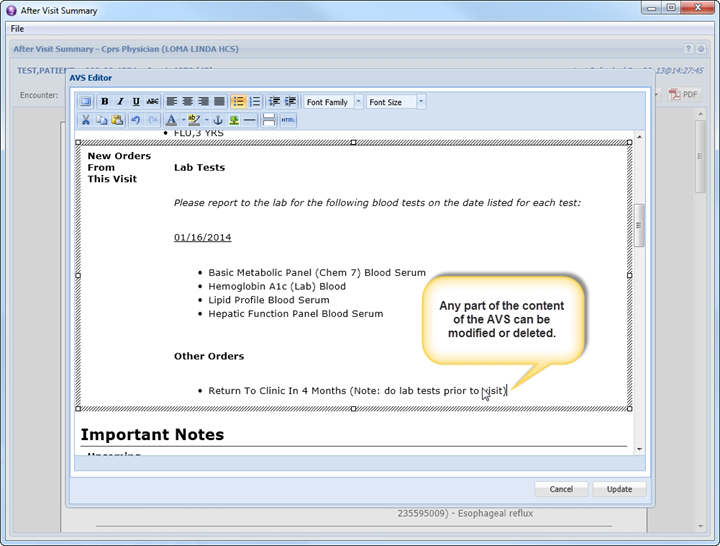 After Visit Summary
File
After Visit Summary - Cprs Physician (LOMA LINDA HCS)
TEST,PATIENT
13@14:27:45
AVS Editor
Encounter:
PDF
B I U ABC
Font Family
Font Size
A
ab
HTML
• FLU,3 YRS
New Orders
From
This Visit
Lab Tests
Please report to the lab for the following blood tests on the date listed for each test:
01/16/2014
• Basic Metabolic Panel (Chem 7) Blood Serum
• Hemoglobin A1c (Lab) Blood
• Lipid Profile Blood Serum
• Hepatic Function Panel Blood Serum
Any part of the content
of the AVS can be
modified or deleted.
Other Orders
• Return To Clinic In 4 Months (Note: do lab tests prior to visit)
Important Notes
Upcoming
Cancel
Update
235595009) - Esophageal reflux